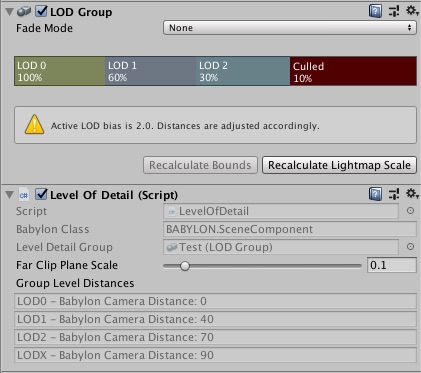 LOD Group
Fade Mode None
LOD 0 LOD 1 LOD 2 Culled
100% 60% 30% 10%
Active LOD bias is 2.0. Distances are adjusted accordingly.
Recalculate Bounds Recalculate Lightmap Scale
Level Of Detail (Script)
Script LevelOfDetail
Babylon Class BABYLON.SceneComponent
Level Detail Group Test (LOD Group)
Far Clip Plane Scale 0.1
Group Level Distances
LOD0 - Babylon Camera Distance: 0
LOD1 - Babylon Camera Distance: 40
LOD2 - Babylon Camera Distance: 70
LODX - Babylon Camera Distance: 90